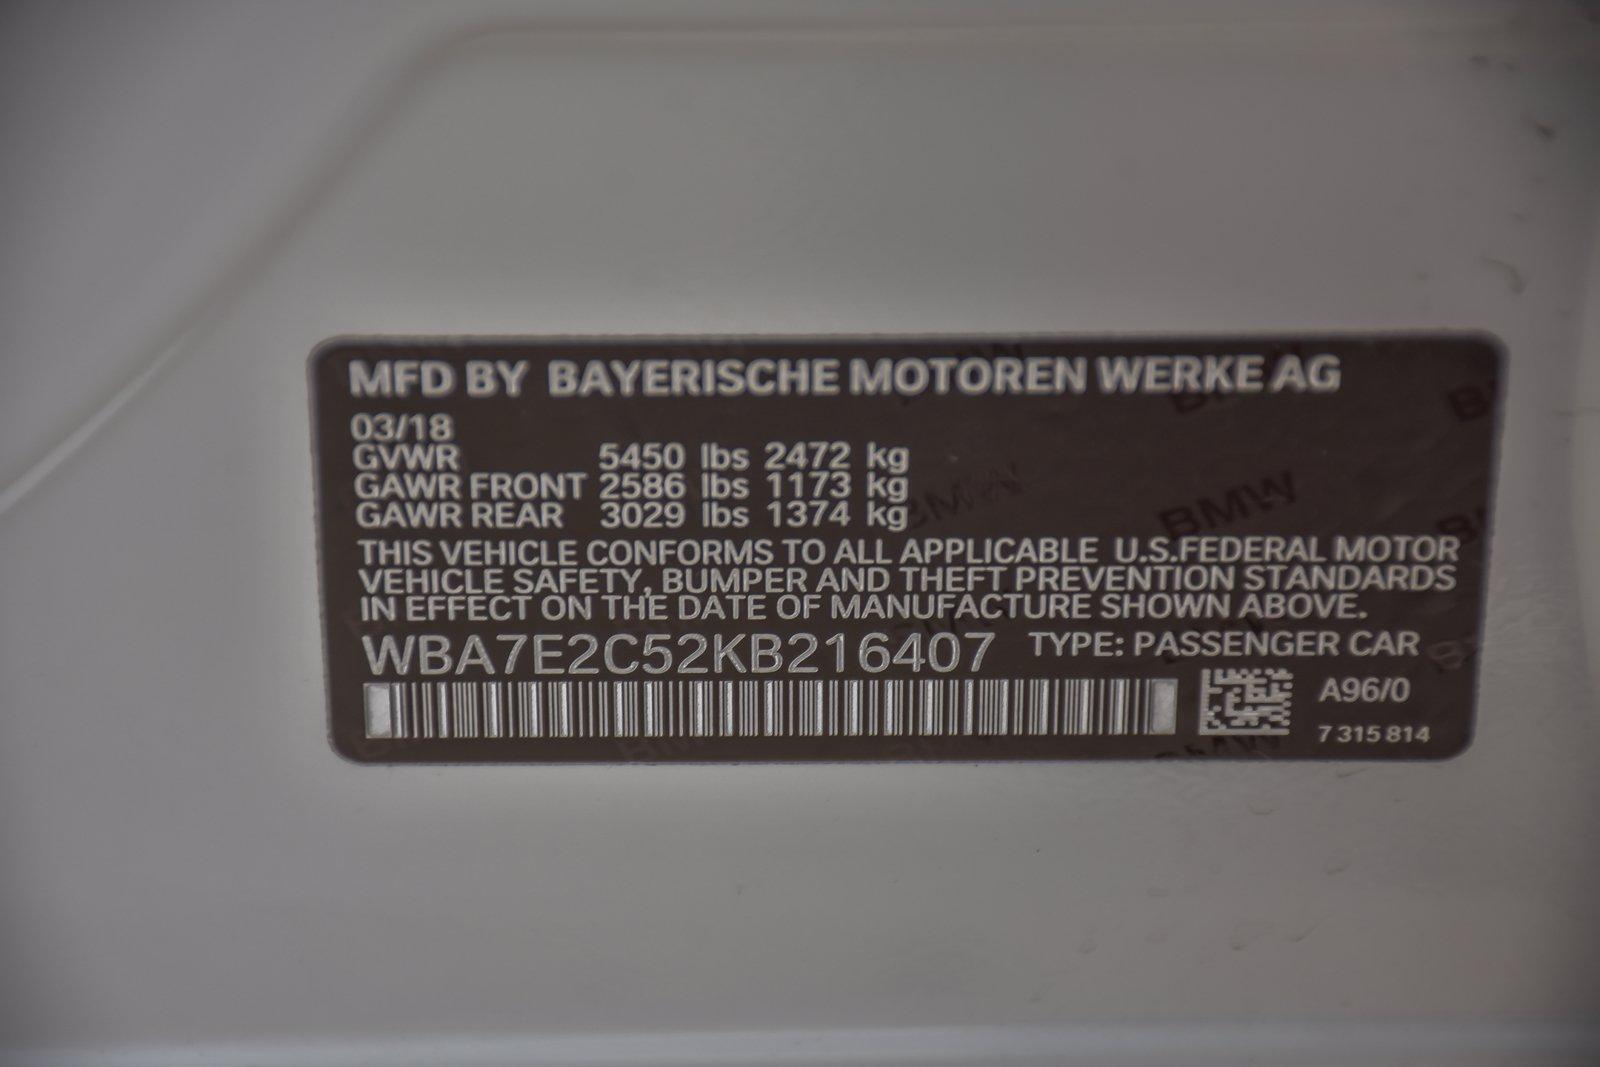 MFD BY BAYERISCHE MOTOREN WERKE AG
03/18
GVWR 5450 lbs 2472 kg
GAWR FRONT 2586 lbs 1173 kg
GAWR REAR 3029 lbs 1374 kg
THIS VEHICLE CONFORMS TO ALL APPLICABLE U.S.FEDERAL MOTOR
VEHICLE SAFETY, BUMPER AND THEFT PREVENTION STANDARDS
IN EFFECT ON THE DATE OF MANUFACTURE SHOWN ABOVE.
WBA7E2C52KB216407 TYPE: PASSENGER CAR
A96/0
7 315 814